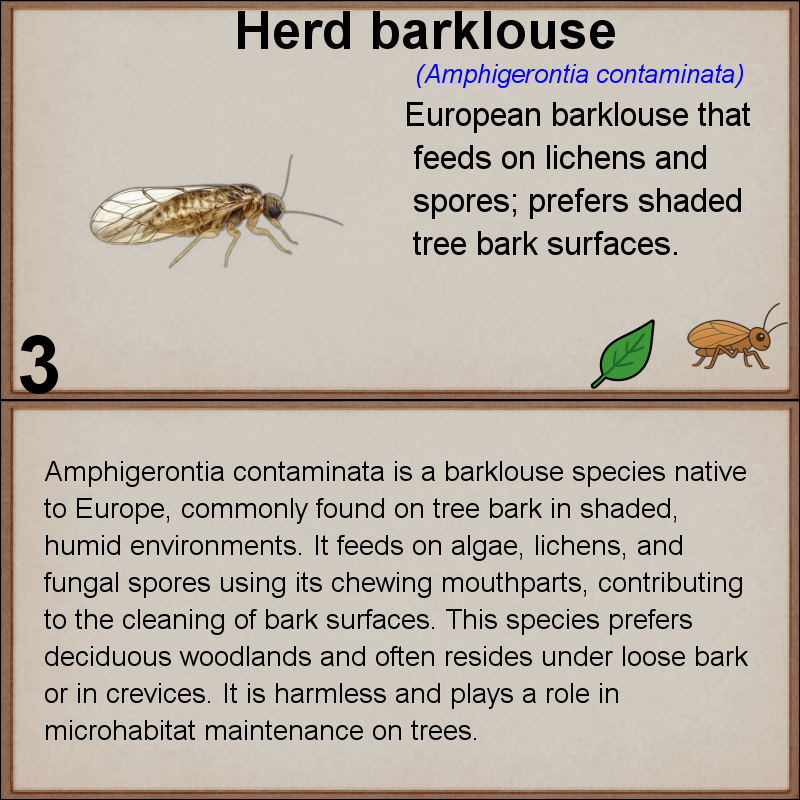 Herd barklouse
(Amphigerontia contaminata)
European barklouse that
feeds on lichens and
spores; prefers shaded
tree bark surfaces.
3
Amphigerontia contaminata is a barklouse species native
to Europe, commonly found on tree bark in shaded,
humid environments. It feeds on algae, lichens, and
fungal spores using its chewing mouthparts, contributing
to the cleaning of bark surfaces. This species prefers
deciduous woodlands and often resides under loose bark
or in crevices. It is harmless and plays a role in
microhabitat maintenance on trees.